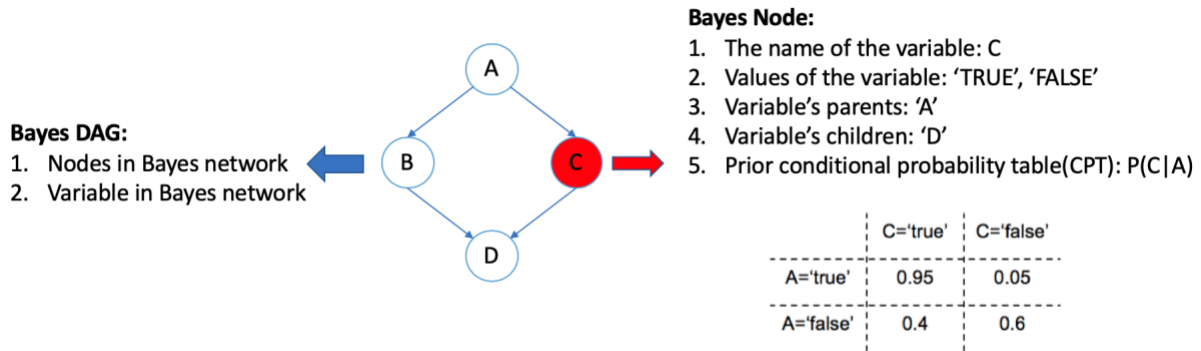 Bayes DAG:
1. Nodes in Bayes network
2. Variable in Bayes network
A
B
C
D
Bayes Node:
1. The name of the variable: C
2. Values of the variable: ‘TRUE’, ‘FALSE’
3. Variable’s parents: ‘A’
4. Variable’s children: ‘D’
5. Prior conditional probability table(CPT): P(C|A)
C=‘true’ C=‘false’
A=‘true’ 0.95 0.05
A=‘false’ 0.4 0.6